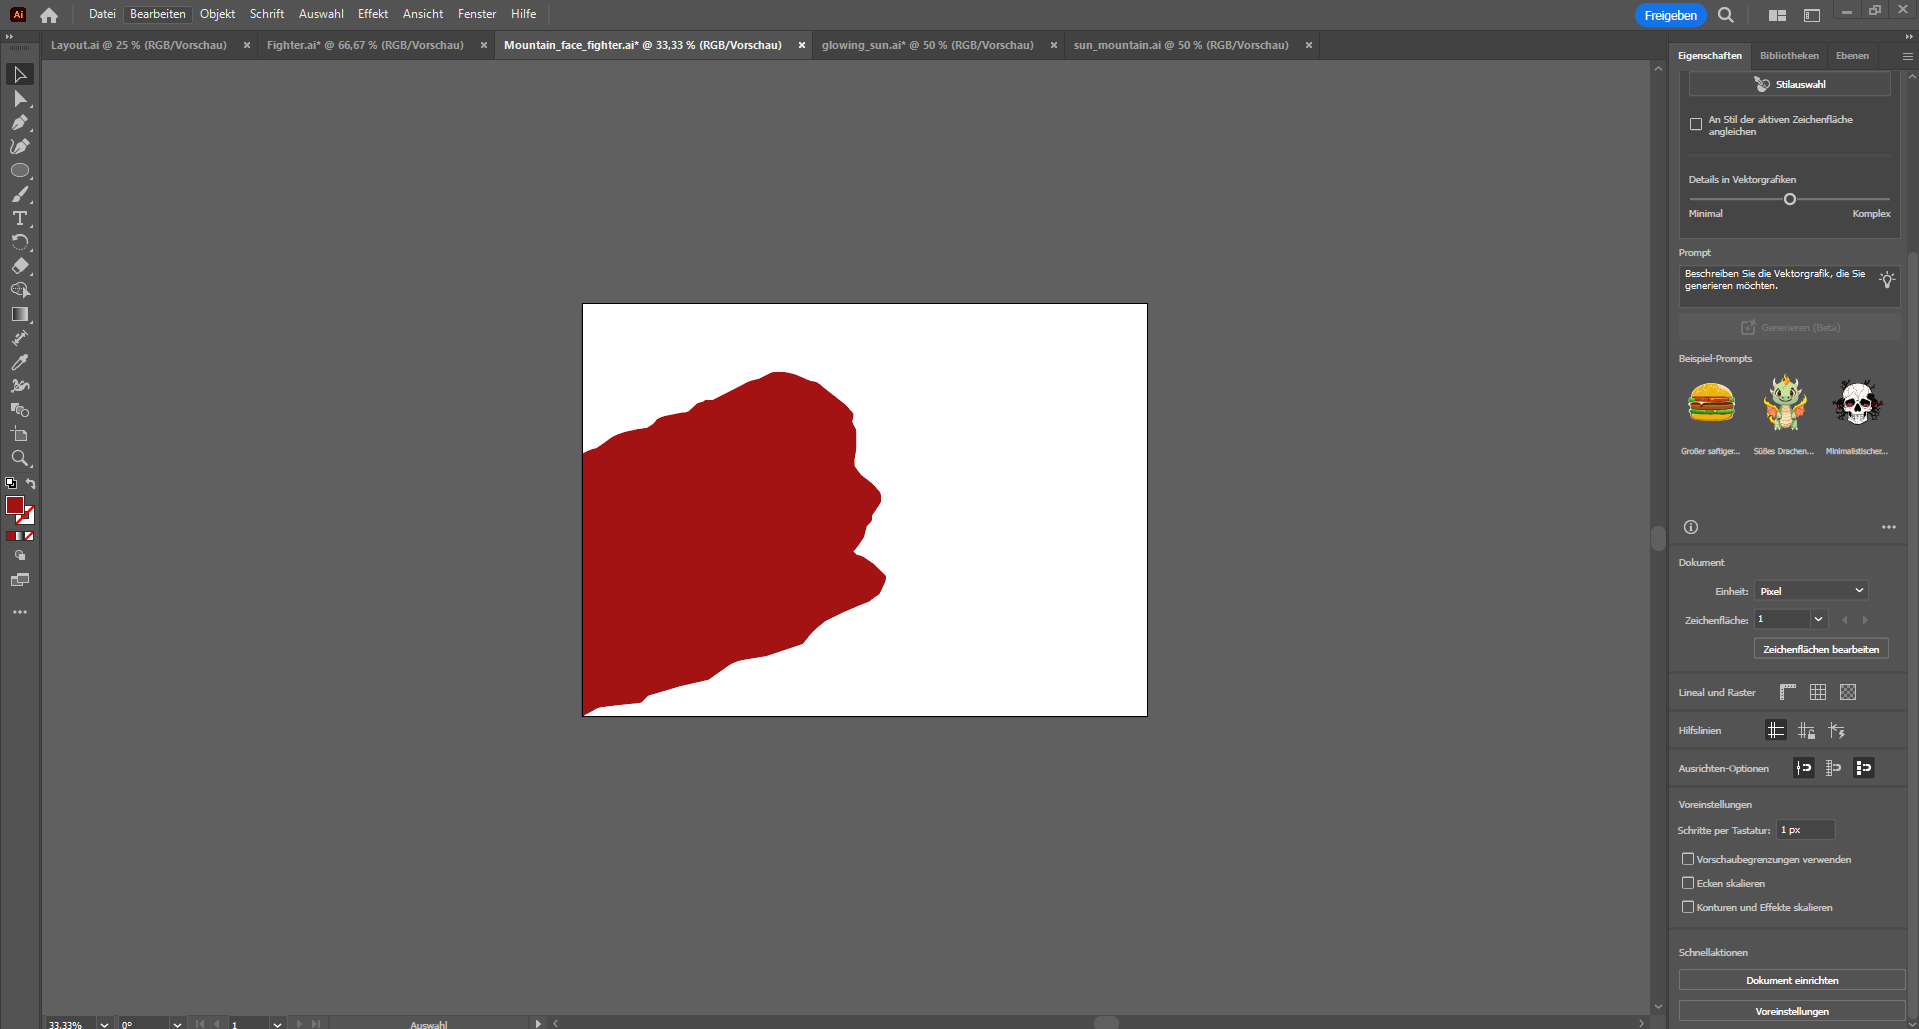 Ai
Datei Bearbeiten Objekt Schrift Auswahl Effekt Ansicht Fenster Hilfe
Freigeben
Layout.ai @ 25 % (RGB/Vorschau) ×
Fighter.ai* @ 66,67 % (RGB/Vorschau) ×
Mountain_face_fighter.ai* @ 33,33 % (RGB/Vorschau) ×
glowing_sun.ai* @ 50 % (RGB/Vorschau) ×
sun_mountain.ai @ 50 % (RGB/Vorschau) ×
Eigenschaften Bibliotheken Ebenen
Stilauswahl
An Stil der aktiven Zeichenfläche
angleichen
Details in Vektorgrafiken
Minimal Komplex
Prompt
Beschreiben Sie die Vektorgrafik, die Sie
generieren möchten.
Generieren (Beta)
Beispiel-Prompts
Großer saftiger... Süßes Drachen... Minimalistischer...
Dokument
Einheit: Pixel
Zeichenfläche: 1
Zeichenflächen bearbeiten
Lineal und Raster
Hilfslinien
Ausrichten-Optionen
Voreinstellungen
Schritte per Tastatur: 1 px
Vorschaubegrenzungen verwenden
Ecken skalieren
Konturen und Effekte skalieren
Schnellaktionen
Dokument einrichten
Voreinstellungen
33,33% 0° 1 Auswahl